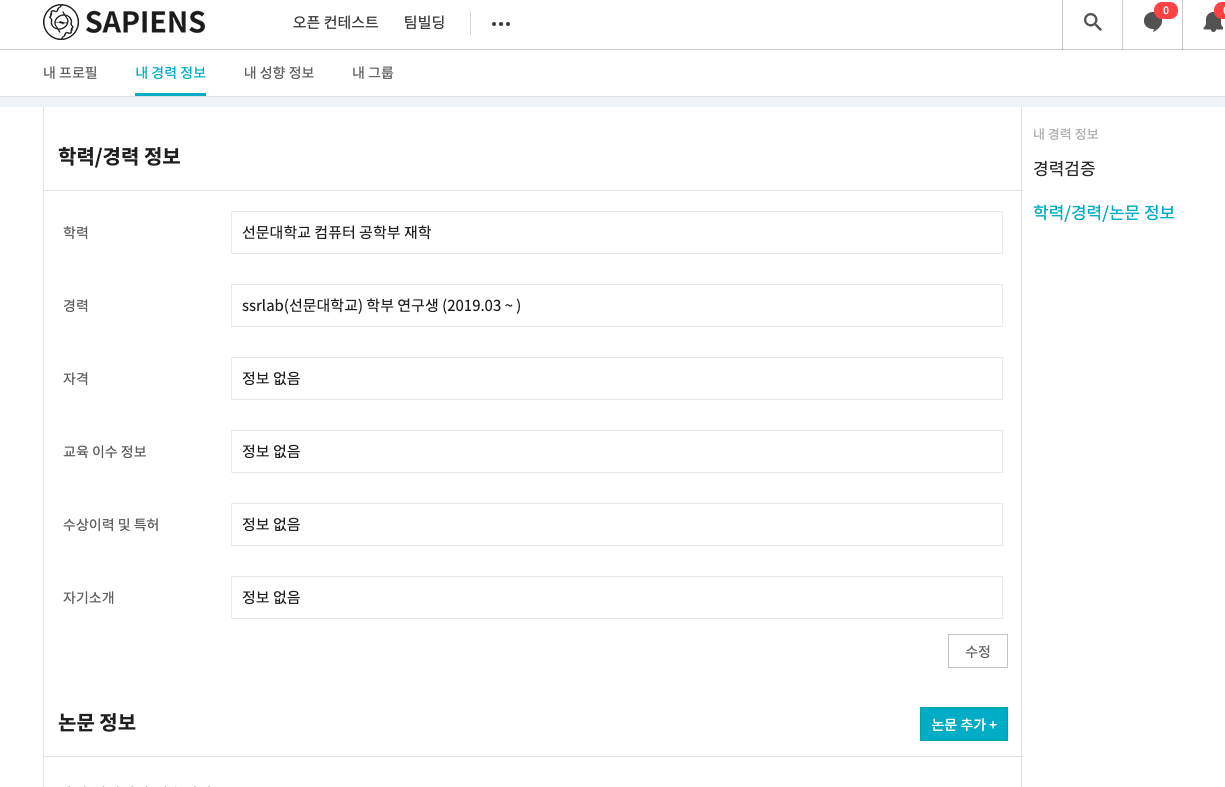 SAPIENS
오픈 컨테스트 팀빌딩
0
내 프로필 내 경력 정보 내 성향 정보 내 그룹
학력/경력 정보
학력 선문대학교 컴퓨터 공학부 재학
경력 ssrlab(선문대학교) 학부 연구생 (2019.03 ~ )
자격 정보 없음
교육 이수 정보 정보 없음
수상이력 및 특허 정보 없음
자기소개 정보 없음
수정
논문 정보 논문 추가 +
내 경력 정보
경력검증
학력/경력/논문 정보